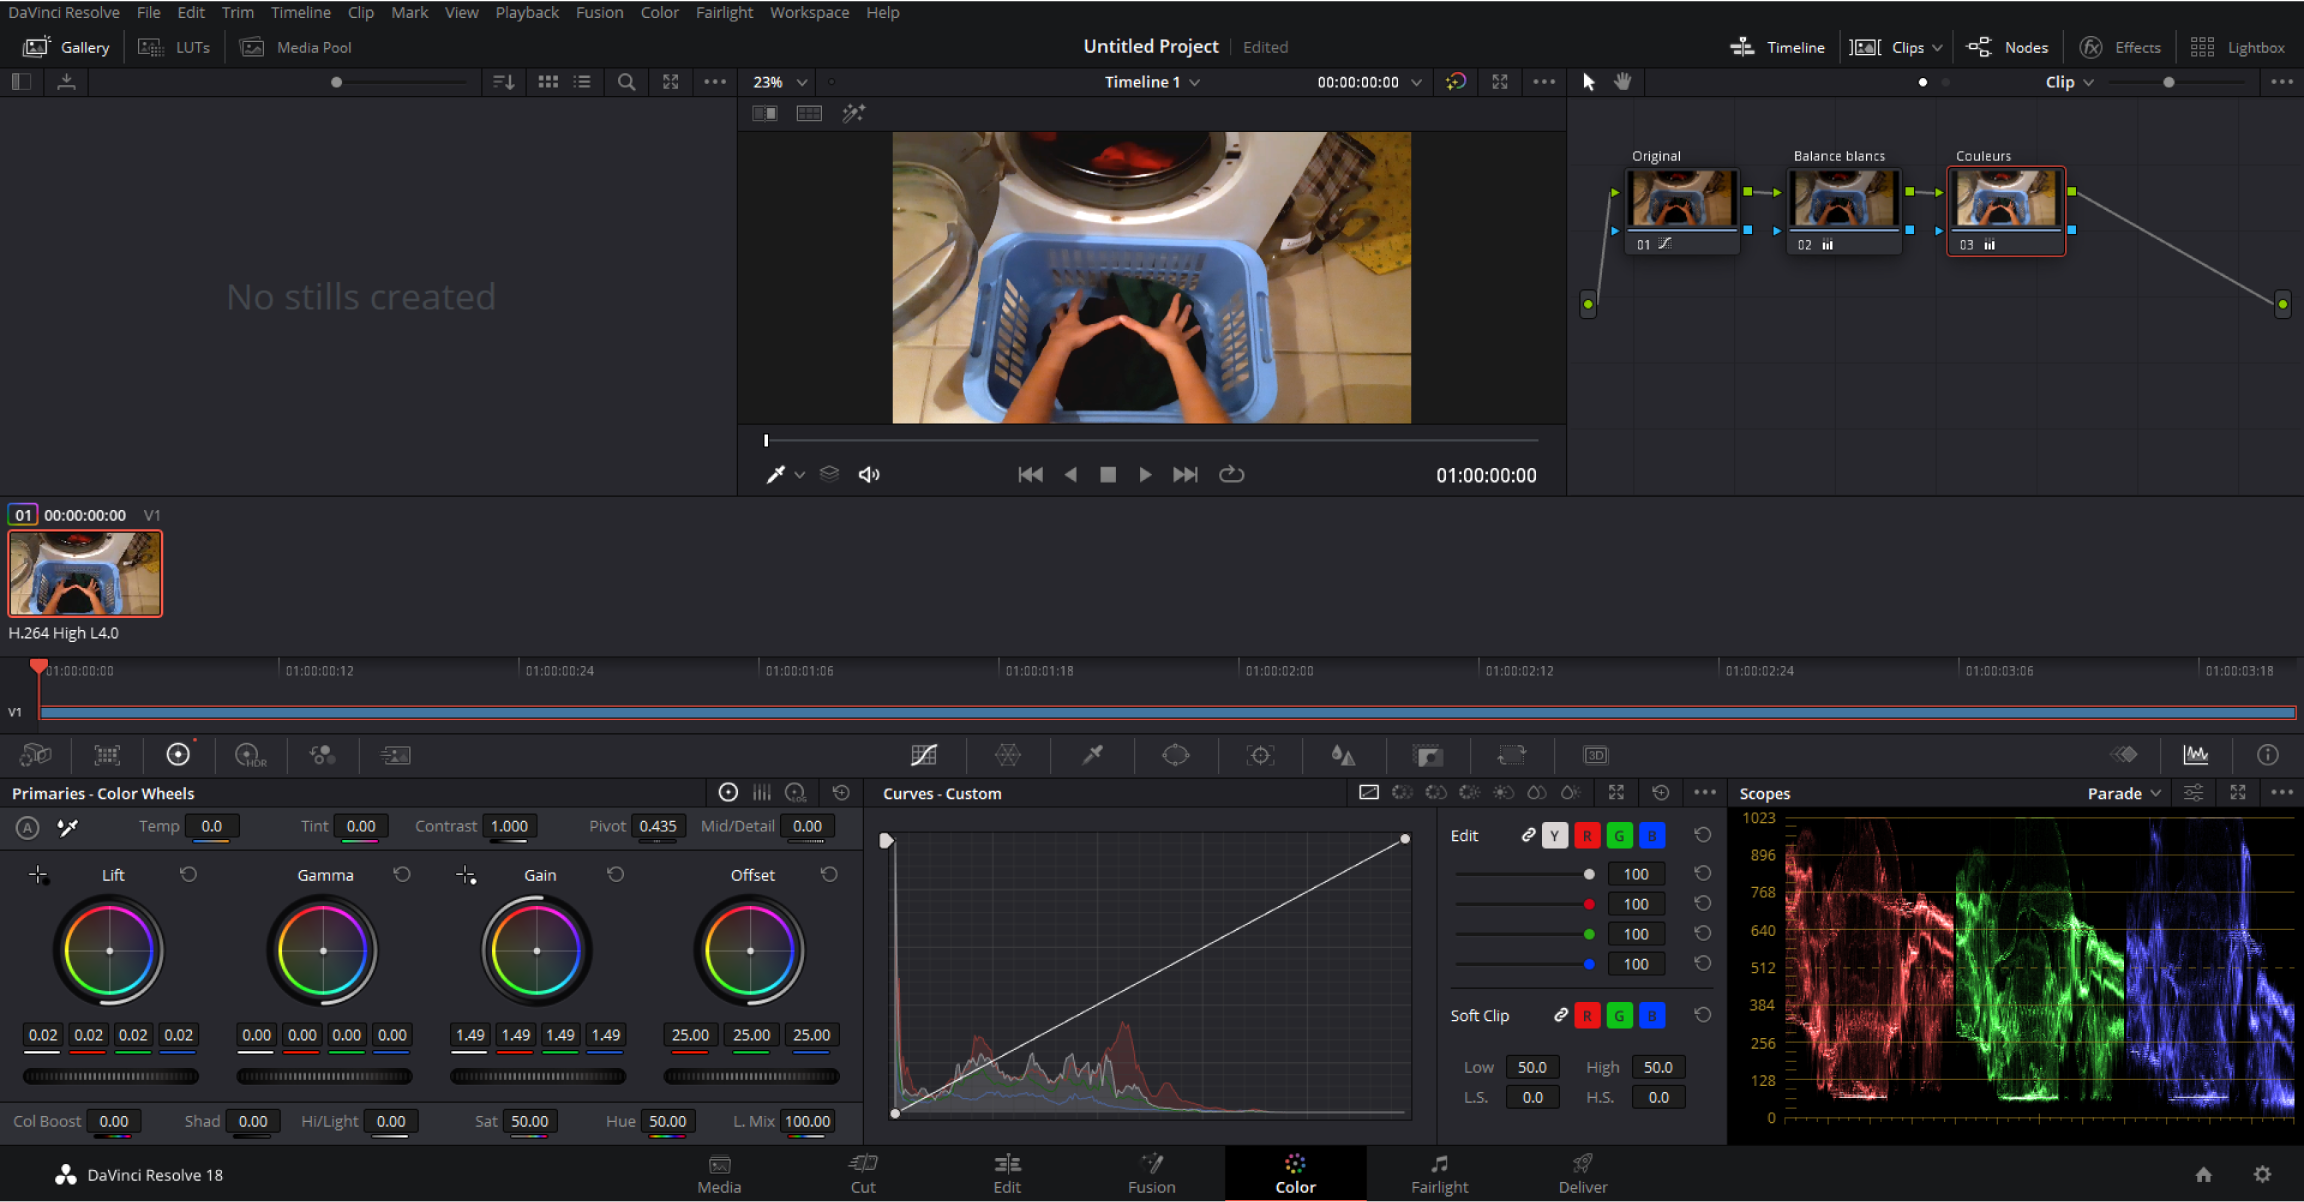 DaVinci Resolve File Edit Trim Timeline Clip Mark View Playback Fusion Color Fairlight Workspace Help
Gallery LUTs Media Pool Untitled Project Edited Timeline Clips Nodes Effects Lightbox
23% Timeline 1 00:00:00:00 Clip
Original Balance blancs Couleurs
01 02 03
No stills created
01:00:00:00
01 00:00:00:00 V1
H.264 High L4.0
01:00:00:00 01:00:00:12 01:00:00:24 01:00:01:06 01:00:01:18 01:00:02:00 01:00:02:12 01:00:02:24 01:00:03:06 01:00:03:18
V1
HDR 3D
Primaries - Color Wheels LOG Curves - Custom Scopes Parade
A Temp 0.0 Tint 0.00 Contrast 1.000 Pivot 0.435 Mid/Detail 0.00
Lift Gamma Gain Offset
0.02 0.02 0.02 0.02 0.00 0.00 0.00 0.00 1.49 1.49 1.49 1.49 25.00 25.00 25.00
Col Boost 0.00 Shad 0.00 Hi/Light 0.00 Sat 50.00 Hue 50.00 L. Mix 100.00
Edit Y R G B
100
100
100
100
Soft Clip R G B
Low 50.0 High 50.0
L.S. 0.0 H.S. 0.0
1023
896
768
640
512
384
256
128
0
DaVinci Resolve 18 Media Cut Edit Fusion Color Fairlight Deliver